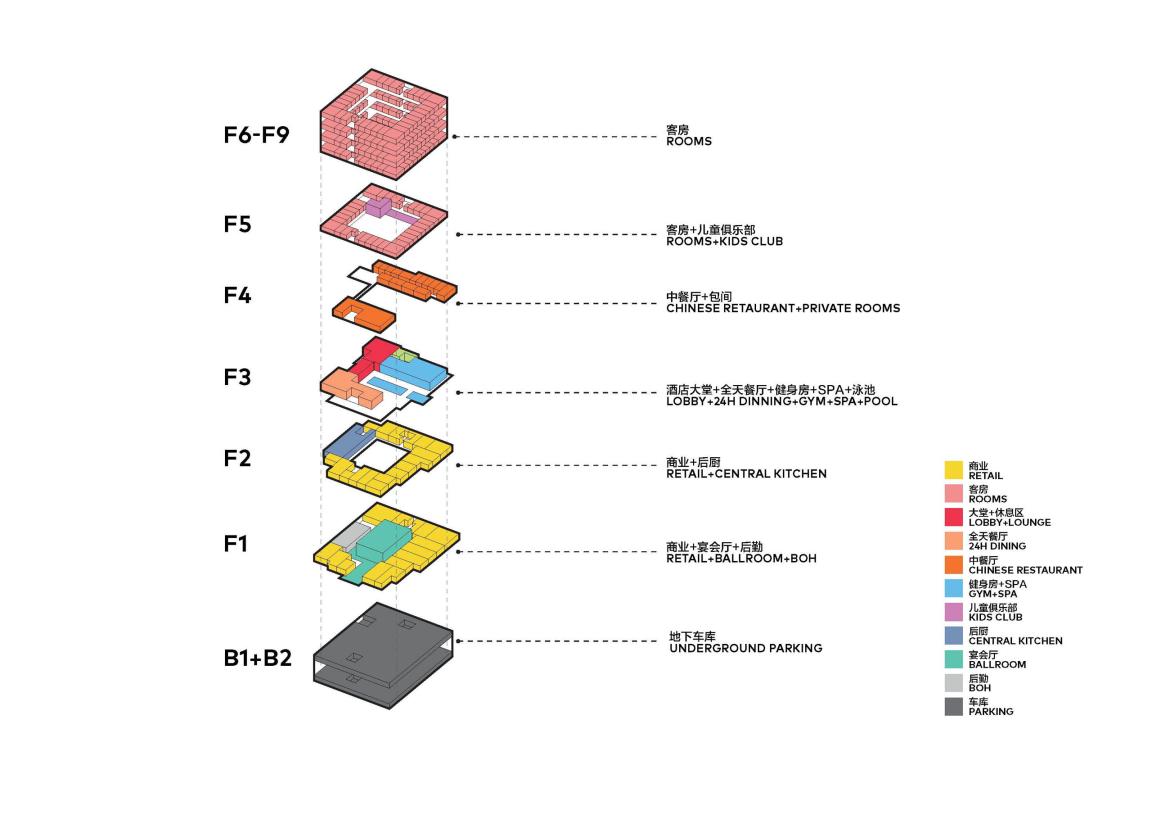 F6-F9
客房
ROOMS
F5
客房+儿童俱乐部
ROOMS+KIDS CLUB
F4
中餐厅+包间
CHINESE RETAURANT+PRIVATE ROOMS
F3
酒店大堂+全天餐厅+健身房+SPA+泳池
LOBBY+24H DINNING+GYM+SPA+POOL
F2
商业+后厨
RETAIL+CENTRAL KITCHEN
F1
商业+宴会厅+后勤
RETAIL+BALLROOM+BOH
B1+B2
地下车库
UNDERGROUND PARKING
商业
RETAIL
客房
ROOMS
大堂+休息区
LOBBY+LOUNGE
全天餐厅
24H DINING
中餐厅
CHINESE RESTAURANT
健身房+SPA
GYM+SPA
儿童俱乐部
KIDS CLUB
后厨
CENTRAL KITCHEN
宴会厅
BALLROOM
后勤
BOH
车库
PARKING